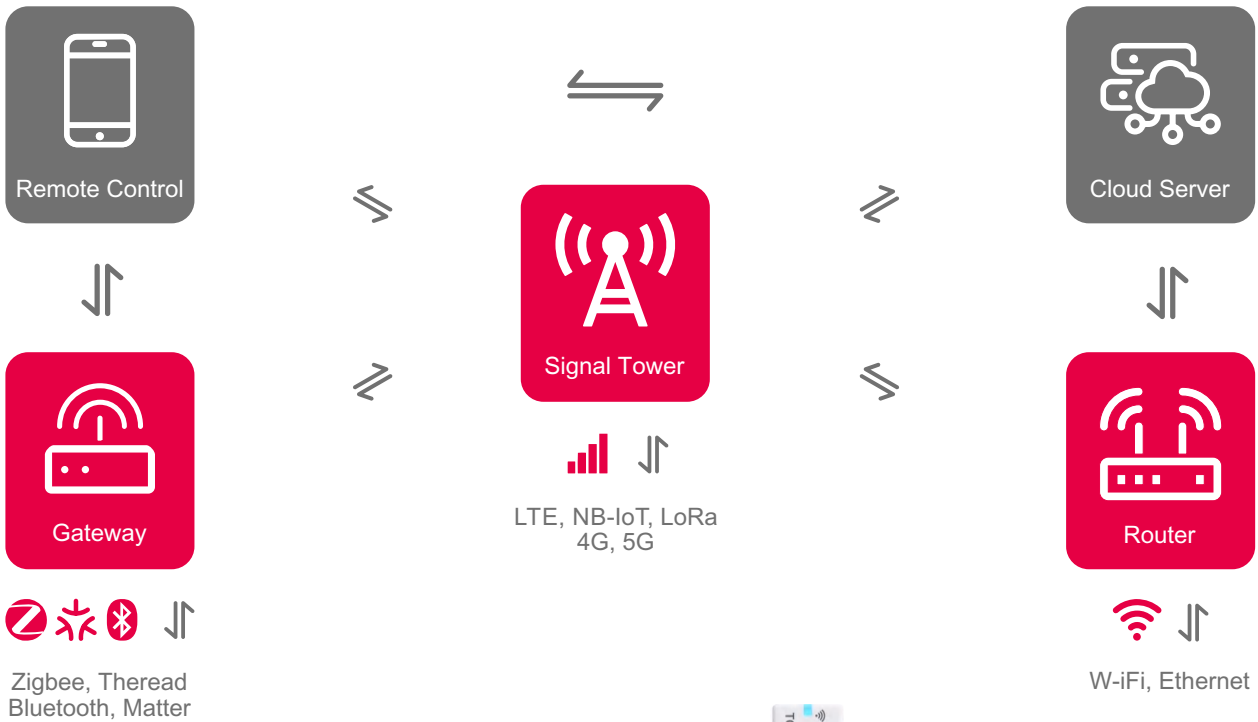 Remote Control
Cloud Server
Signal Tower
Gateway
Router
LTE, NB-IoT, LoRa
4G, 5G
Zigbee, Theread
Bluetooth, Matter
W-iFi, Ethernet